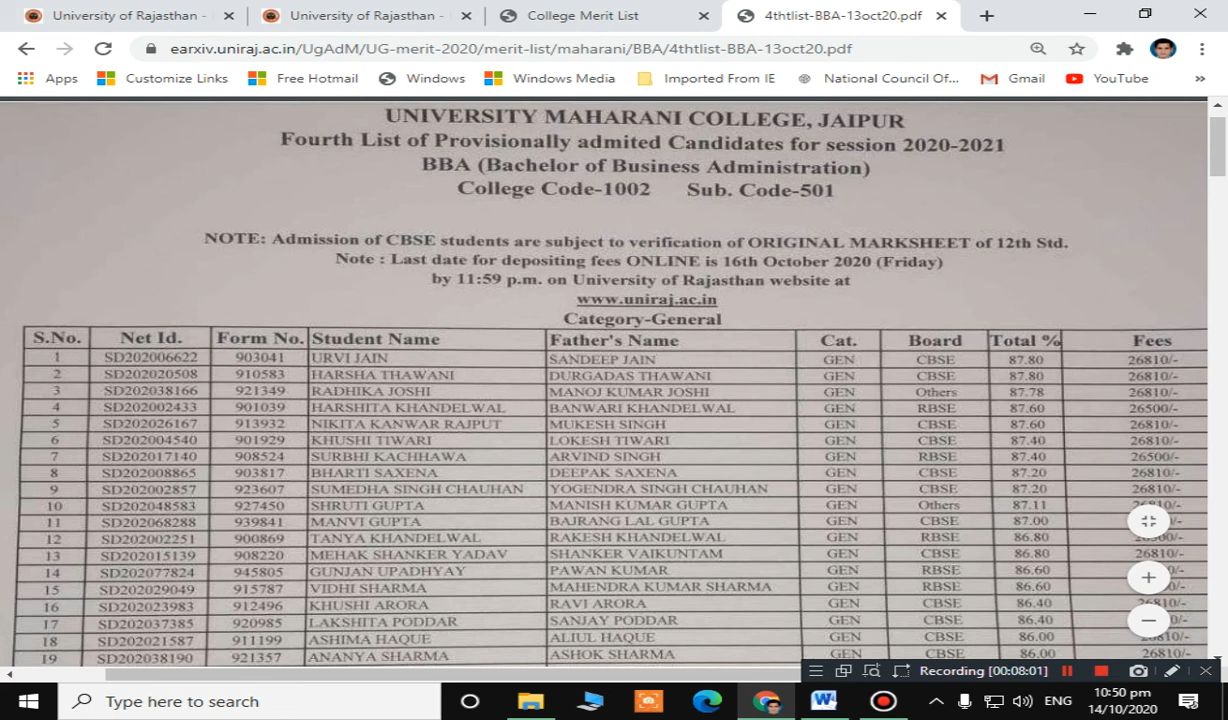 University of Rajasthan -
University of Rajasthan -
College Merit List
4thtlist-BBA-13oct20.pdf
earxiv.uniraj.ac.in/UgAdM/UG-merit-2020/merit-list/maharani/BBA/4thtlist-BBA-13oct20.pdf
Apps Customize Links Free Hotmail Windows Windows Media Imported From IE National Council Of... Gmail YouTube »
UNIVERSITY MAHARANI COLLEGE, JAIPUR
Fourth List of Provisionally admited Candidates for session 2020-2021
BBA (Bachelor of Business Administration)
College Code-1002 Sub. Code-501
NOTE: Admission of CBSE students are subject to verification of ORIGINAL MARKSHEET of 12th Std.
Note : Last date for depositing fees ONLINE is 16th October 2020 (Friday)
by 11:59 p.m. on University of Rajasthan website at
www.uniraj.ac.in
Category-General
S.No. Net Id. Form No. Student Name Father's Name Cat. Board Total % Fees
1 SD202006622 903041 URVI JAIN SANDEEP JAIN GEN CBSE 87.80 26810/-
2 SD202020508 910583 HARSHA THAWANI DURGADAS THAWANI GEN CBSE 87.80 26810/-
3 SD202038166 921349 RADHIKA JOSHI MANOJ KUMAR JOSHI GEN Others 87.78 26810/-
4 SD202002433 901039 HARSHITA KHANDELWAL BANWARI KHANDELWAL GEN RBSE 87.60 26500/-
5 SD202026167 913932 NIKITA KANWAR RAJPUT MUKESH SINGH GEN CBSE 87.60 26810/-
6 SD202004540 901929 KHUSHI TIWARI LOKESH TIWARI GEN CBSE 87.40 26810/-
7 SD202017140 908524 SURBHI KACHHAWA ARVIND SINGH GEN RBSE 87.40 26500/-
8 SD202008865 903817 BHARTI SAXENA DEEPAK SAXENA GEN CBSE 87.20 26810/-
9 SD202002857 923607 SUMEDHA SINGH CHAUHAN YOGENDRA SINGH CHAUHAN GEN CBSE 87.20 26810/-
10 SD202048583 927450 SHRUTI GUPTA MANISH KUMAR GUPTA GEN Others 87.11
11 SD202068288 939841 MANVI GUPTA BAJRANG LAL GUPTA GEN CBSE 87.00
12 SD202002251 900869 TANYA KHANDELWAL RAKESH KHANDELWAL GEN RBSE 86.80
13 SD202015139 908220 MEHAK SHANKER YADAV SHANKER VAIKUNTAM GEN CBSE 86.80 26810/-
14 SD202077824 945805 GUNJAN UPADHYAY PAWAN KUMAR GEN RBSE 86.60
15 SD202029049 915787 VIDHI SHARMA MAHENDRA KUMAR SHARMA GEN RBSE 86.60
16 SD202023983 912496 KHUSHI ARORA RAVI ARORA GEN CBSE 86.40
17 SD202037385 920985 LAKSHITA PODDAR SANJAY PODDAR GEN CBSE 86.40
18 SD202021587 911199 ASHIMA HAQUE ALIUL HAQUE GEN CBSE 86.00
19 SD202038190 921357 ANANYA SHARMA ASHOK SHARMA GEN CBSE 86.00 26810/-
Recording [00:08:01]
Type here to search
ENG
10:50 pm
14/10/2020